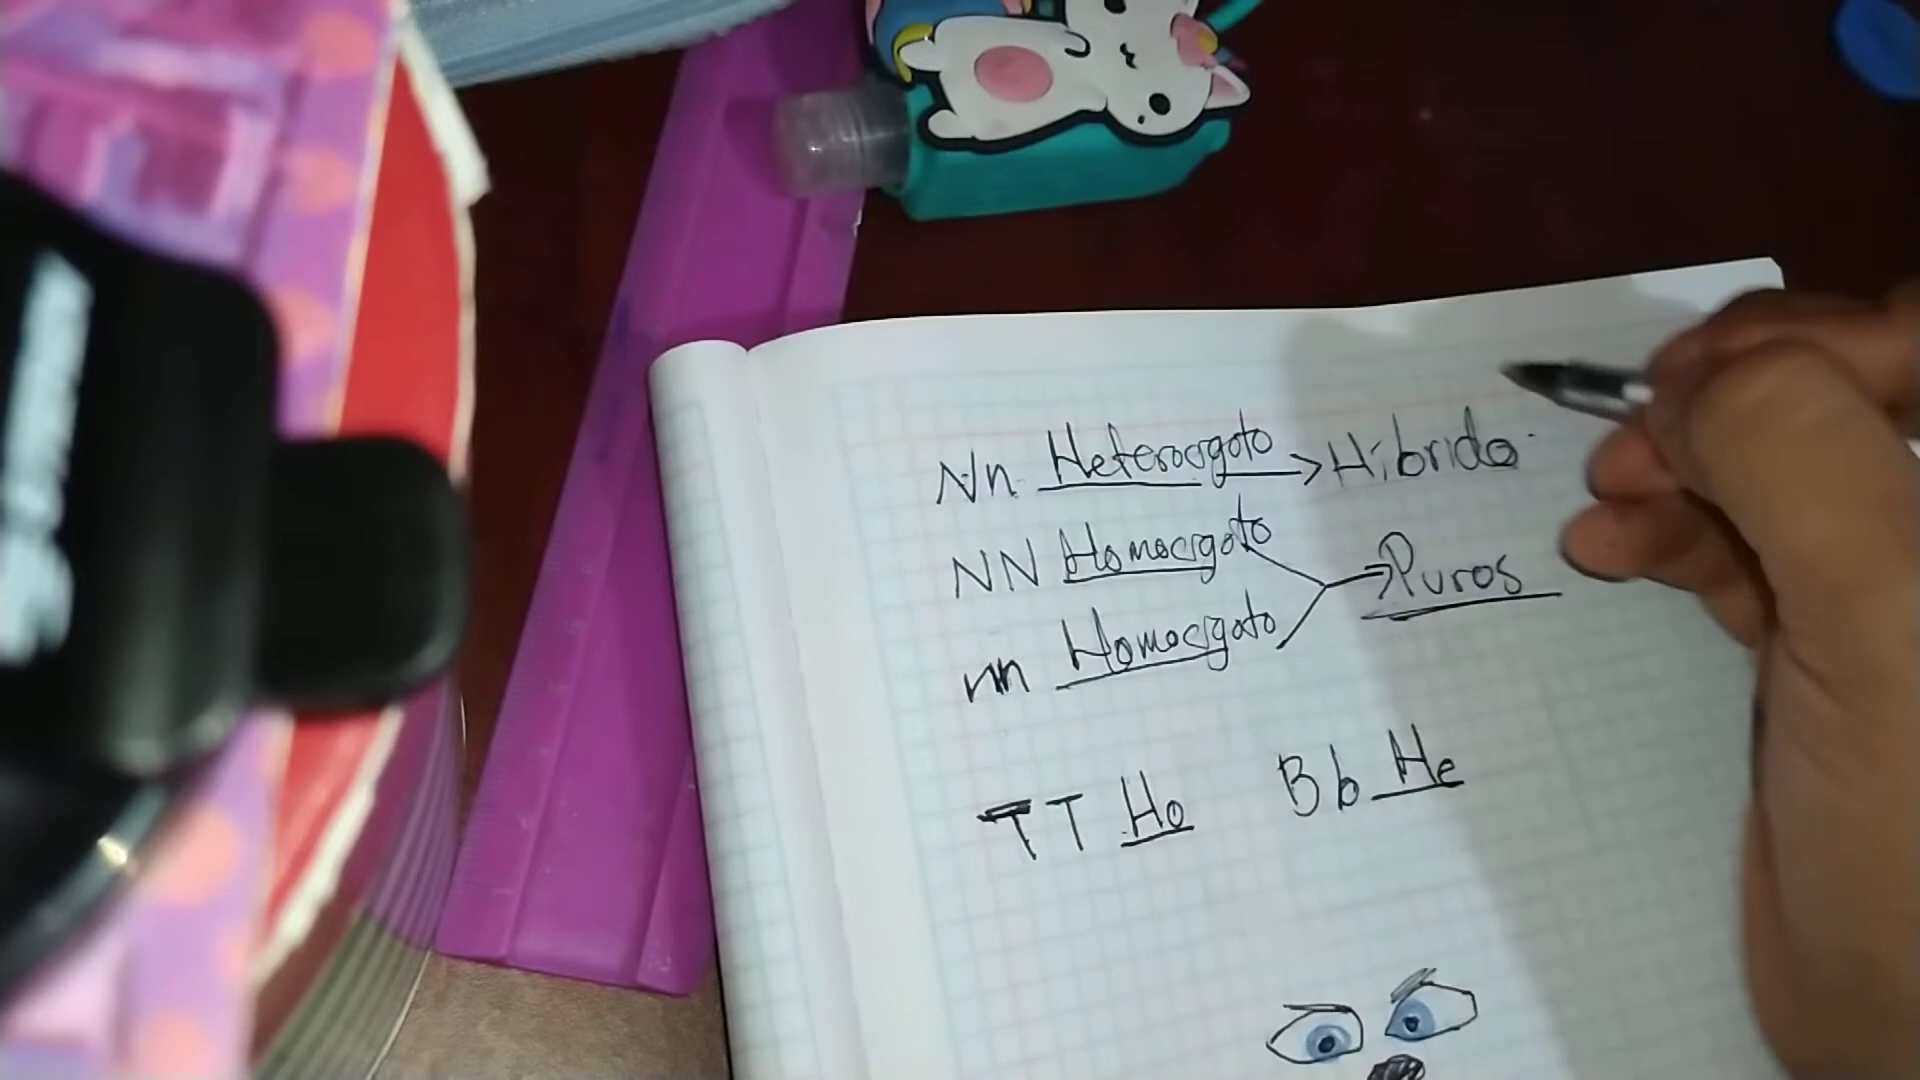 Nn Heterocigoto → Híbrido
NN Homocigoto
→ Puros
nn Homocigoto
TT Ho Bb He